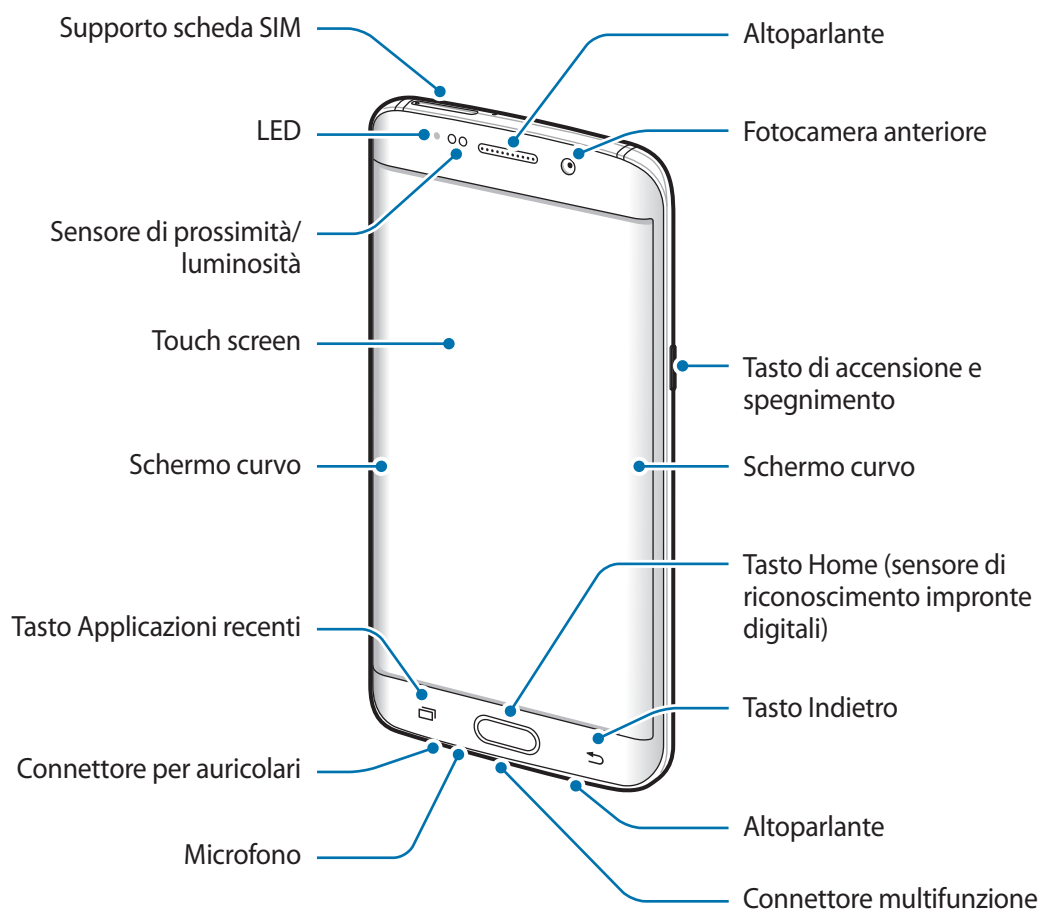 Supporto scheda SIM
LED
Sensore di prossimità/
luminosità
Touch screen
Schermo curvo
Tasto Applicazioni recenti
Connettore per auricolari
Microfono
Altoparlante
Fotocamera anteriore
Tasto di accensione e
spegnimento
Schermo curvo
Tasto Home (sensore di
riconoscimento impronte
digitali)
Tasto Indietro
Altoparlante
Connettore multifunzione